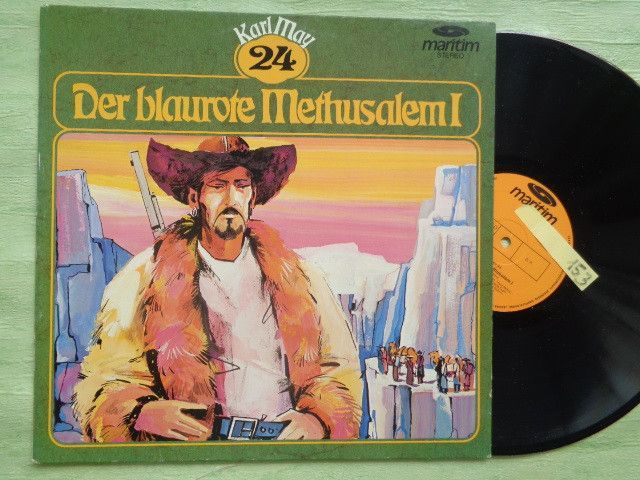 Karl May
24
maritim
STEREO
Der blaurote Methusalem I
maritim
153